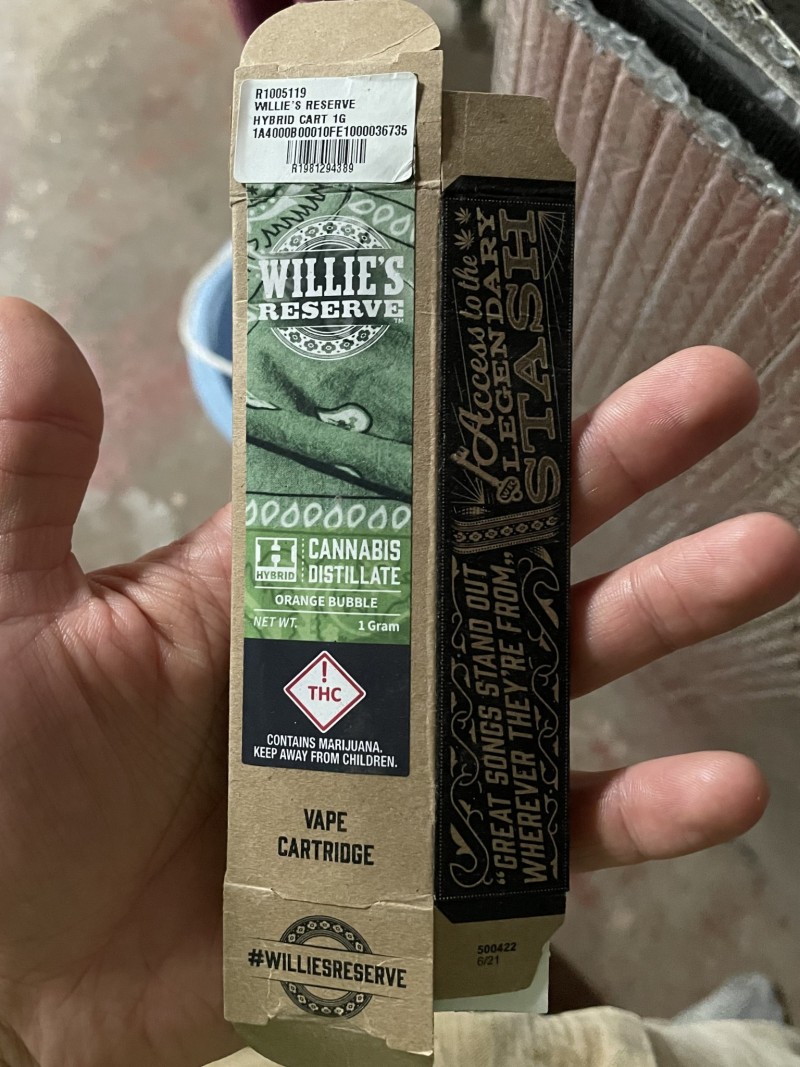 R1005119
WILLIE'S RESERVE
HYBRID CART 1G
1A4000B00010FE1000036735
R1981294389
WILLIE'S
RESERVE™
H
HYBRID
CANNABIS
DISTILLATE
ORANGE BUBBLE
NET WT. 1 Gram
!
THC
CONTAINS MARIJUANA.
KEEP AWAY FROM CHILDREN.
VAPE
CARTRIDGE
#WILLIESRESERVE
Access to the
LEGENDARY
STASH
"GREAT SONGS STAND OUT
WHEREVER THEY'RE FROM"
500422
6/21